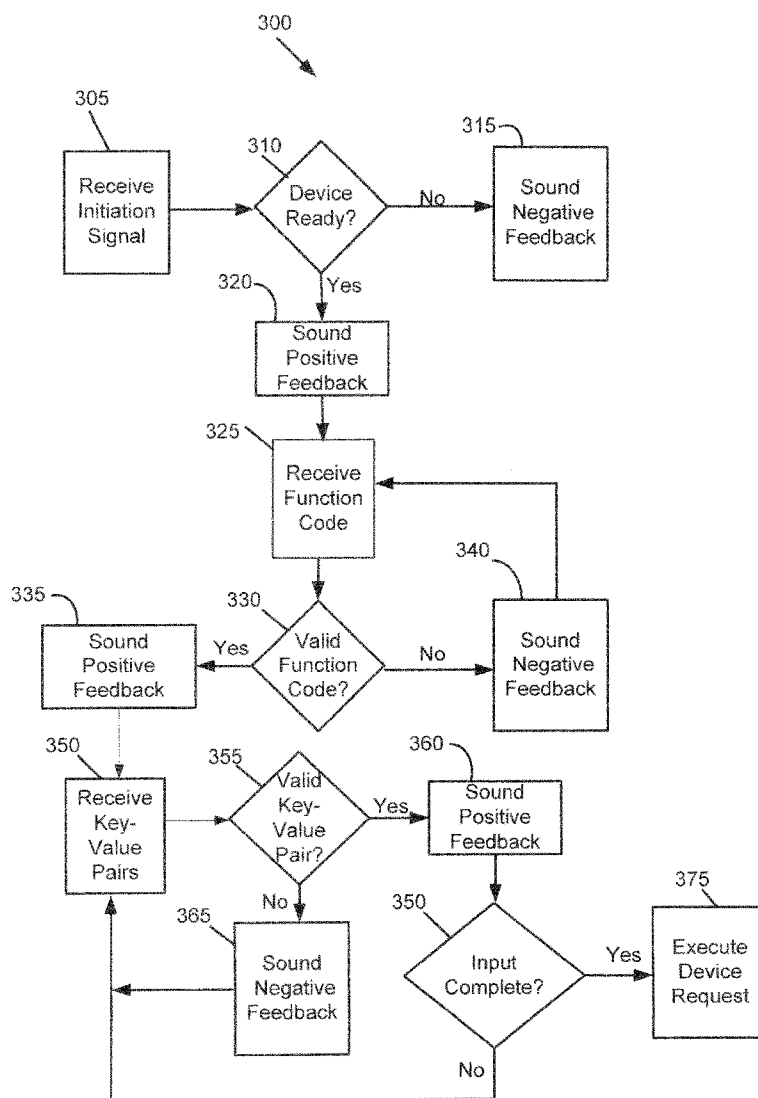 300
305
Receive
Initiation
Signal
310
Device
Ready?
No
315
Sound
Negative
Feedback
Yes
320
Sound
Positive
Feedback
325
Receive
Function
Code
330
Valid
Function
Code?
Yes
No
335
Sound
Positive
Feedback
340
Sound
Negative
Feedback
350
Receive
Key-
Value
Pairs
355
Valid
Key-
Value
Pair?
Yes
360
Sound
Positive
Feedback
No
365
Sound
Negative
Feedback
350
Input
Complete?
Yes
375
Execute
Device
Request
No